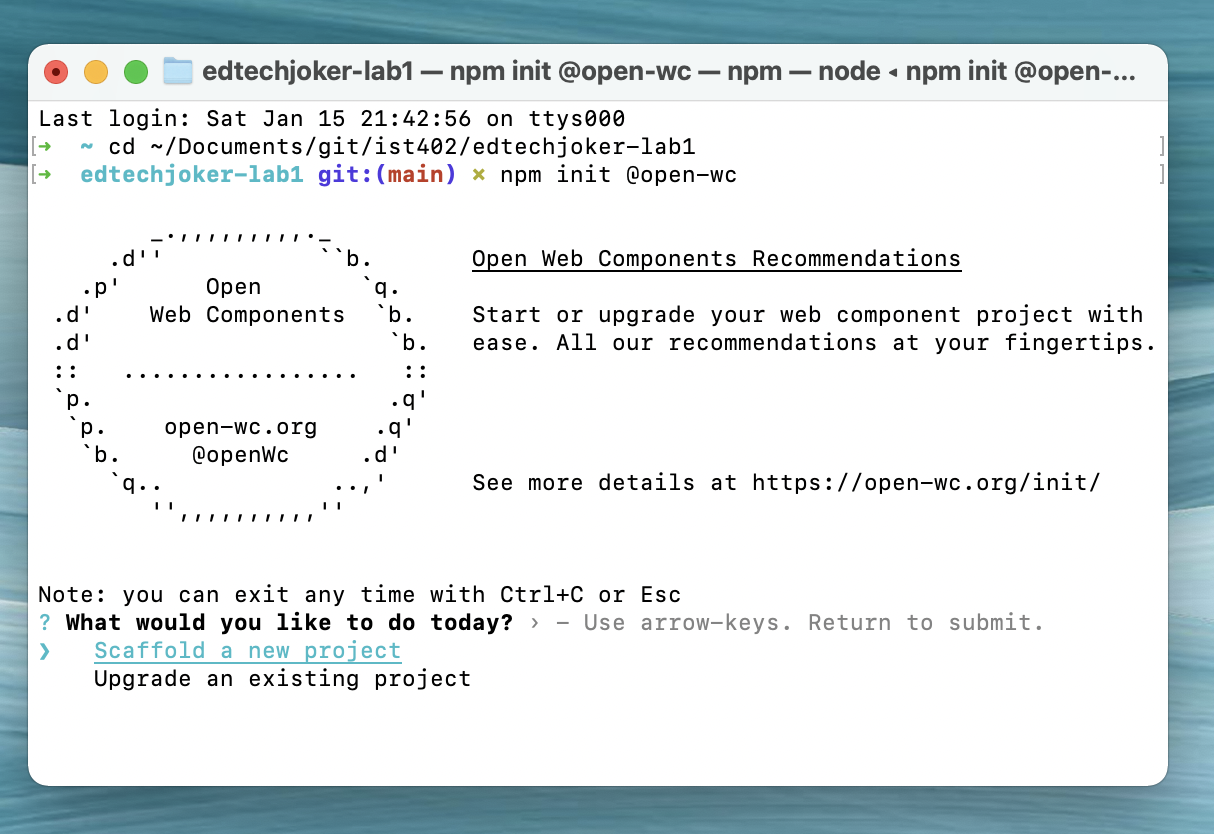 edtechjoker-lab1 — npm init @open-wc — npm — node ◂ npm init @open-...
Last login: Sat Jan 15 21:42:56 on ttys000
[➜  ~ cd ~/Documents/git/ist402/edtechjoker-lab1 ]
[➜  edtechjoker-lab1 git:(main) ✗ npm init @open-wc ]
        _.,,,,,,,,,._
     .d''           ``b.       Open Web Components Recommendations
   .p'      Open       `q.
 .d'    Web Components  `b.    Start or upgrade your web component project with
 .d'                     `b.   ease. All our recommendations at your fingertips.
 ::   .................   ::
 `p.                     .q'
  `p.    open-wc.org    .q'
   `b.     @openWc     .d'
     `q..            ..,'      See more details at https://open-wc.org/init/
        '',,,,,,,,,,''
Note: you can exit any time with Ctrl+C or Esc
? What would you like to do today? › - Use arrow-keys. Return to submit.
❯   Scaffold a new project
    Upgrade an existing project